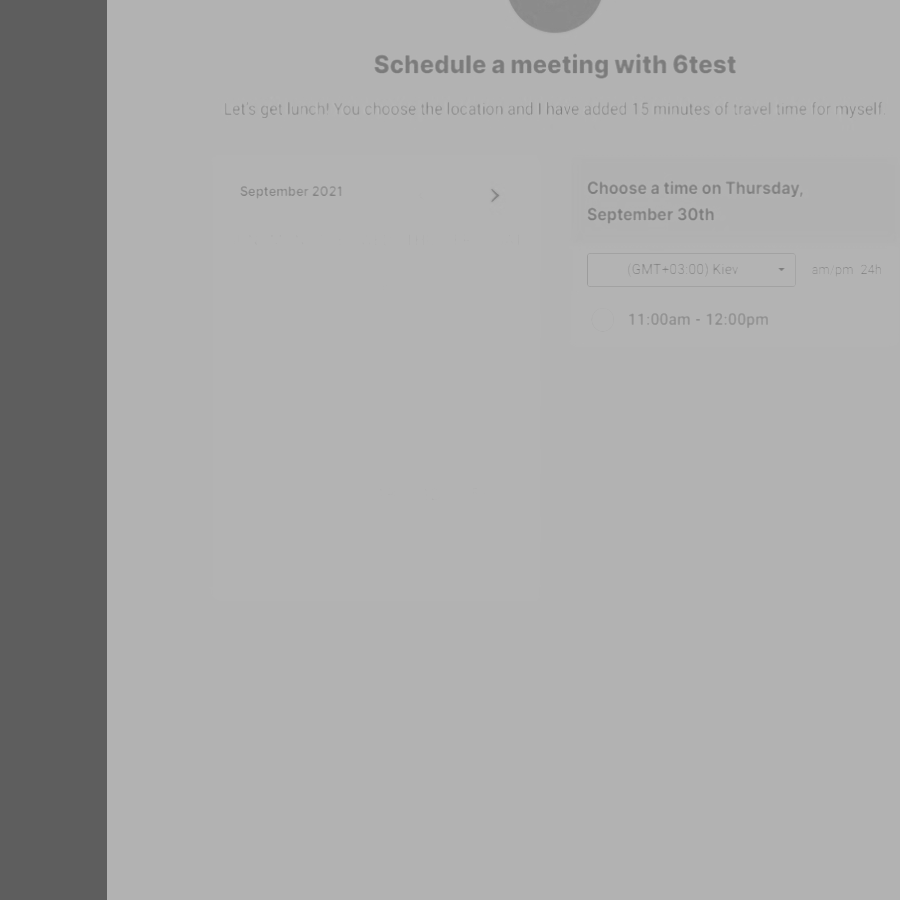 Schedule a meeting with 6test
Let's get lunch! You choose the location and I have added 15 minutes of travel time for myself.
September 2021
Choose a time on Thursday,
September 30th
(GMT+03:00) Kiev
am/pm 24h
11:00am - 12:00pm